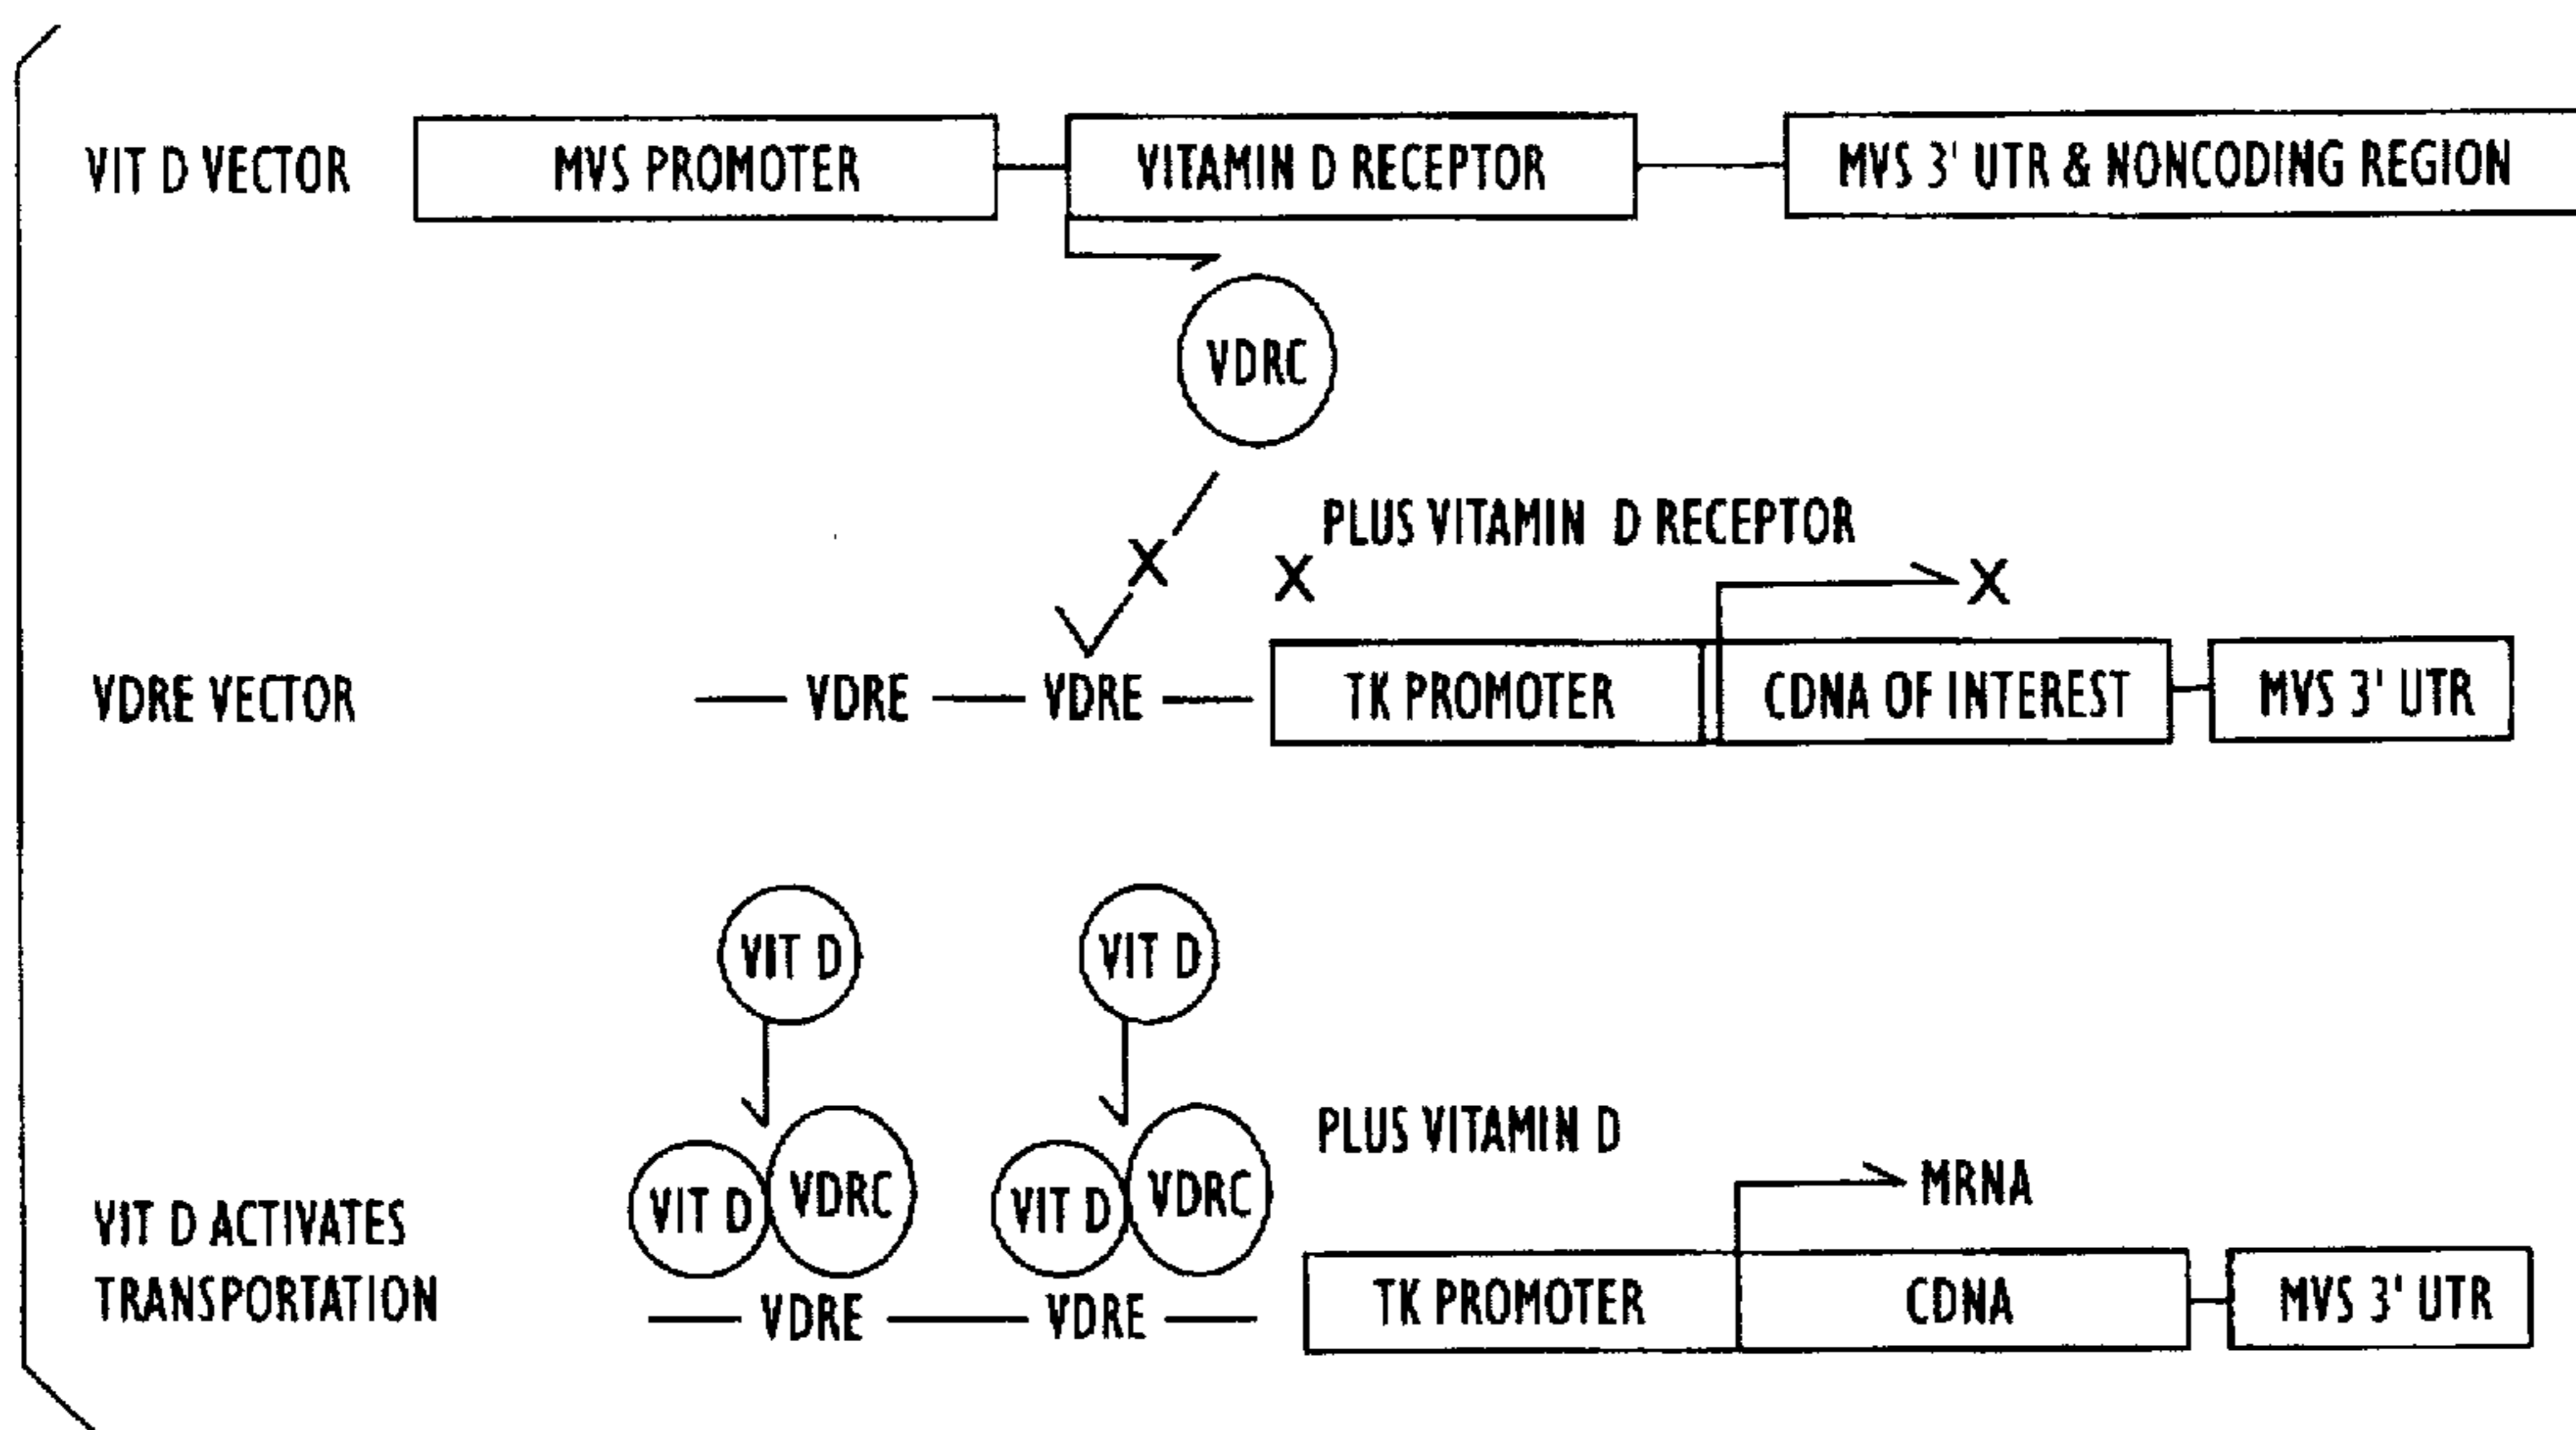 VIT D VECTOR
MVS PROMOTER
VITAMIN D RECEPTOR
MVS 3' UTR & NONCODING REGION
VDRC
X
X
PLUS VITAMIN D RECEPTOR
X
VDRE VECTOR
VDRE
VDRE
TK PROMOTER
CDNA OF INTEREST
MVS 3' UTR
VIT D
VIT D
VIT D
VDRC
VIT D
VDRC
PLUS VITAMIN D
MRNA
VIT D ACTIVATES
TRANSPORTATION
VDRE
VDRE
TK PROMOTER
CDNA
MVS 3' UTR